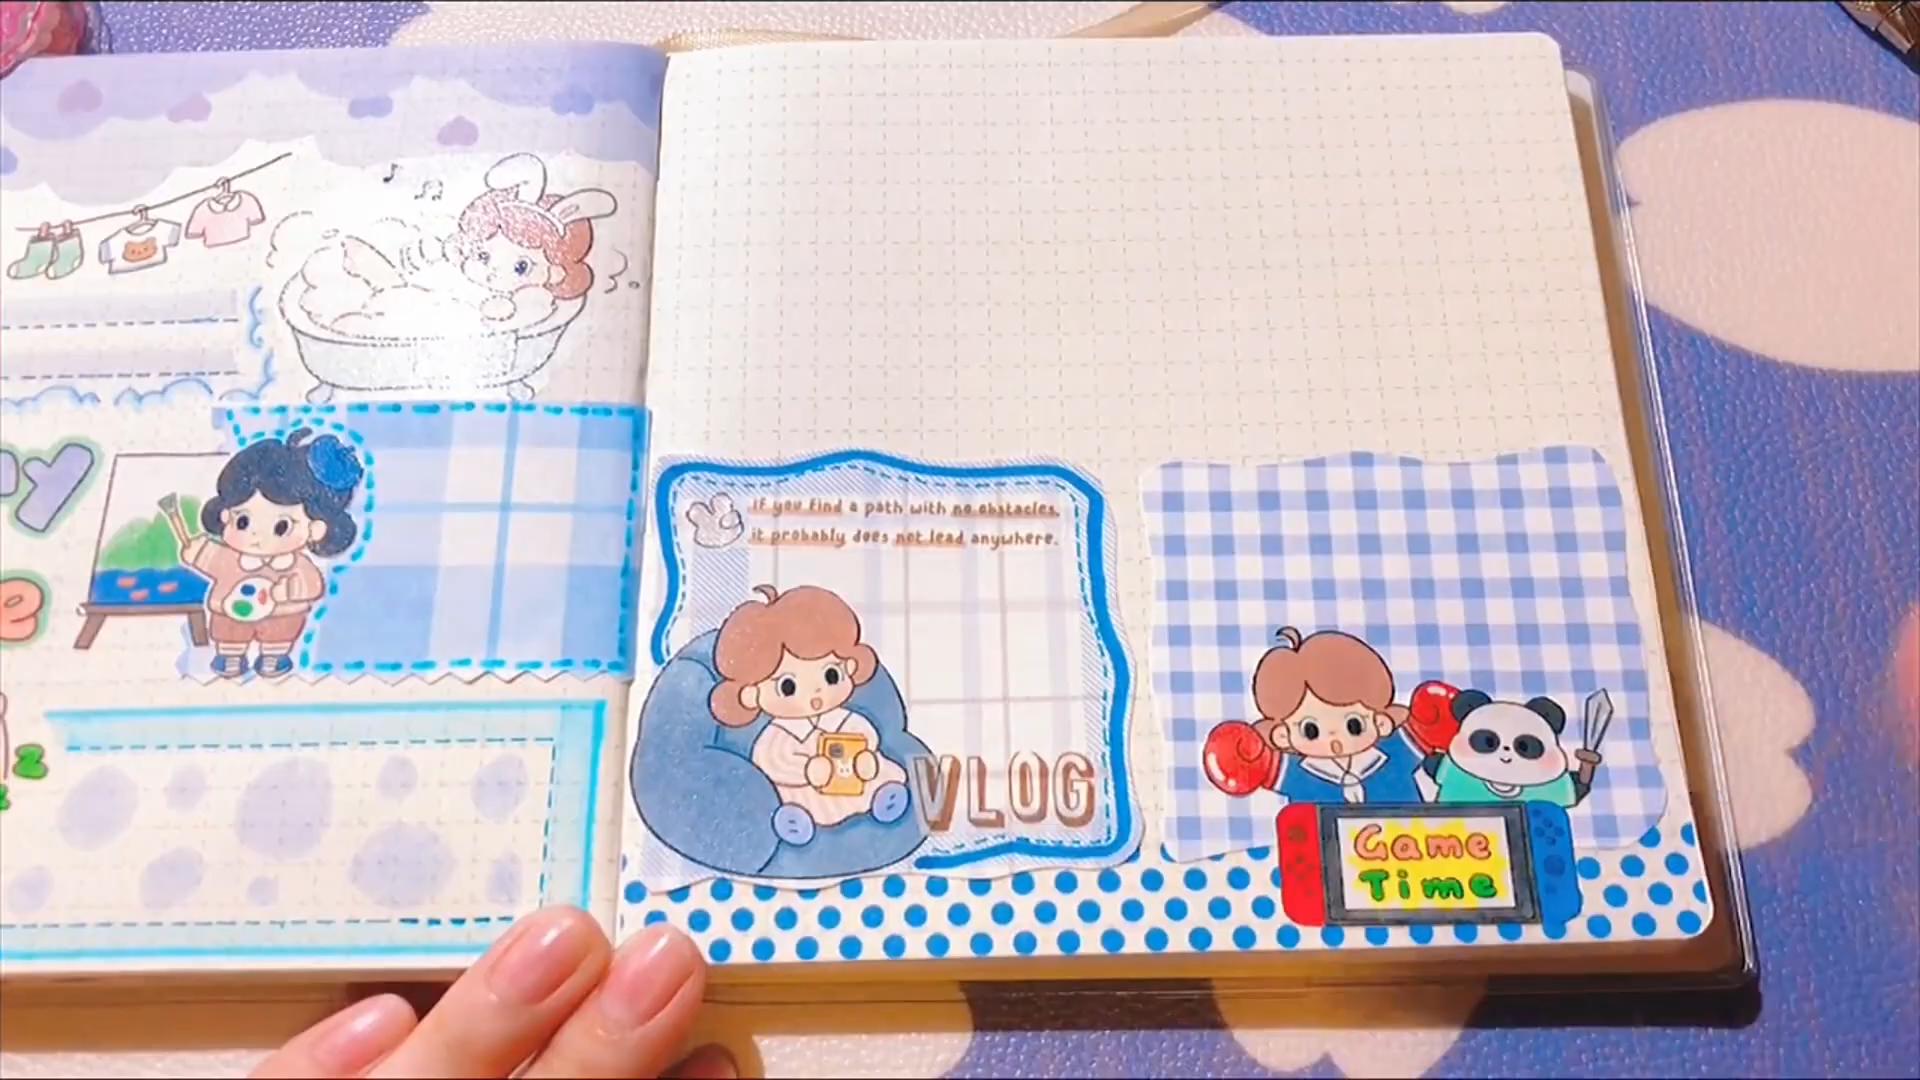 If you find a path with no obstacles.
it probably does not lead anywhere.
VLOG
Game
Time